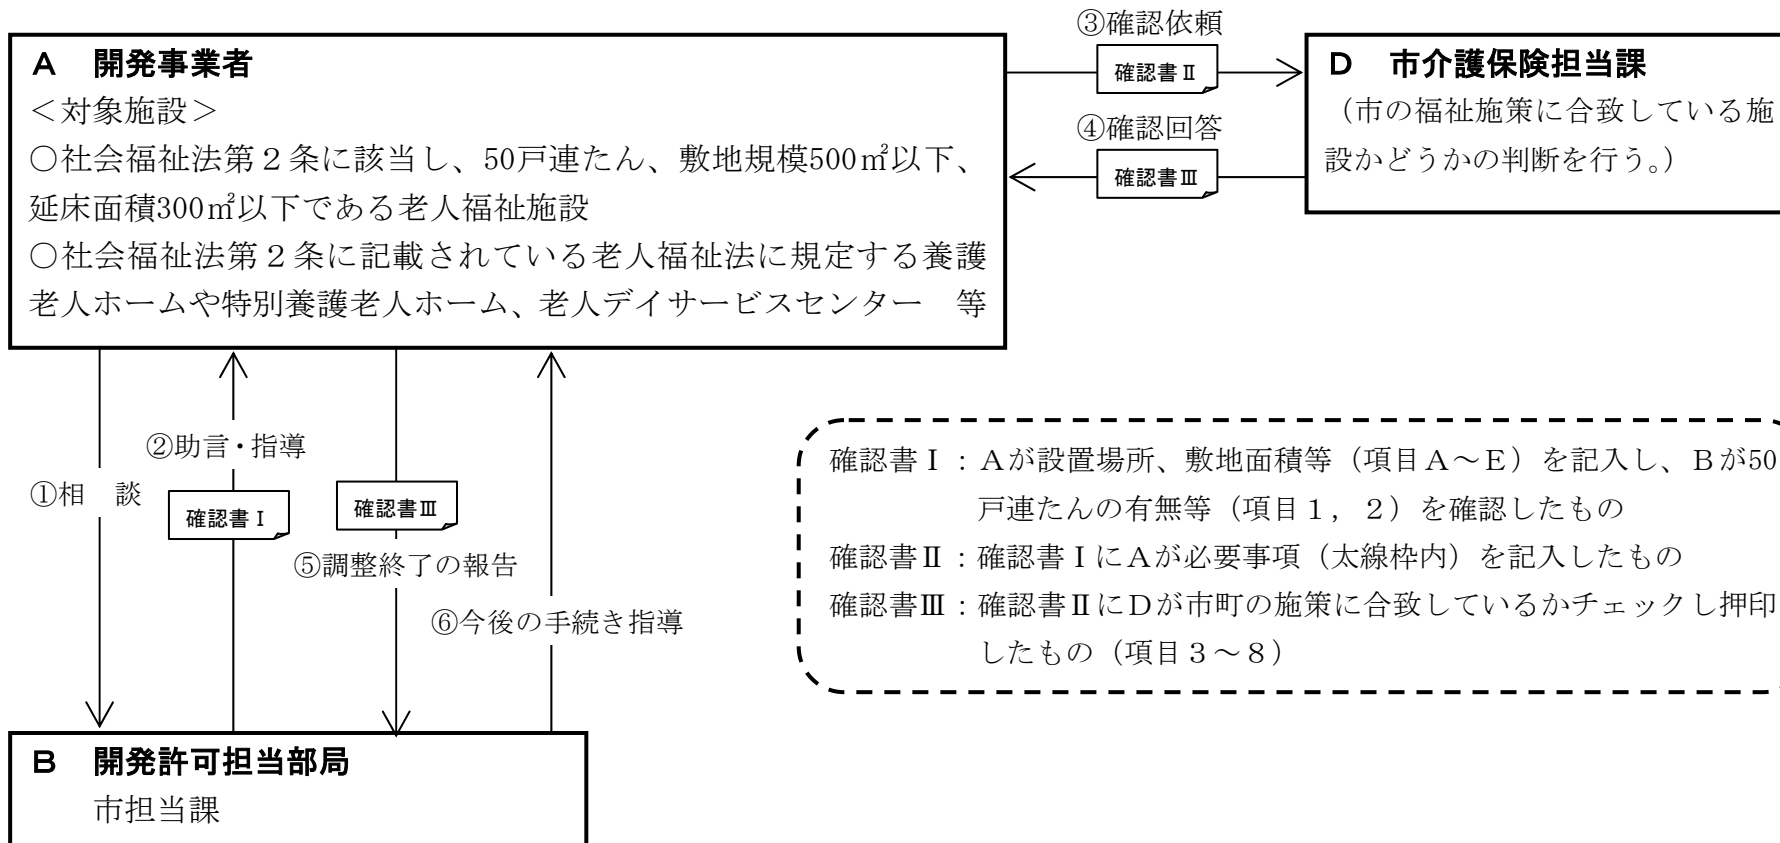 ③確認依頼
A 開発事業者
<対象施設>
○社会福祉法第2条に該当し、50戸連たん、敷地規模500㎡以下、
延床面積300㎡以下である老人福祉施設
○社会福祉法第2条に記載されている老人福祉法に規定する養護
老人ホームや特別養護老人ホーム、老人デイサービスセンター 等
確認書Ⅱ
④確認回答
確認書Ⅲ
D 市介護保険担当課
(市の福祉施策に合致している施
設かどうかの判断を行う。)
①相 談
②助言・指導
確認書Ⅰ
確認書Ⅲ
⑤調整終了の報告
⑥今後の手続き指導
確認書Ⅰ:Aが設置場所、敷地面積等(項目A~E)を記入し、Bが50
戸連たんの有無等(項目1,2)を確認したもの
確認書Ⅱ:確認書ⅠにAが必要事項(太線枠内)を記入したもの
確認書Ⅲ:確認書ⅡにDが市町の施策に合致しているかチェックし押印
したもの(項目3~8)
B 開発許可担当部局
市担当課